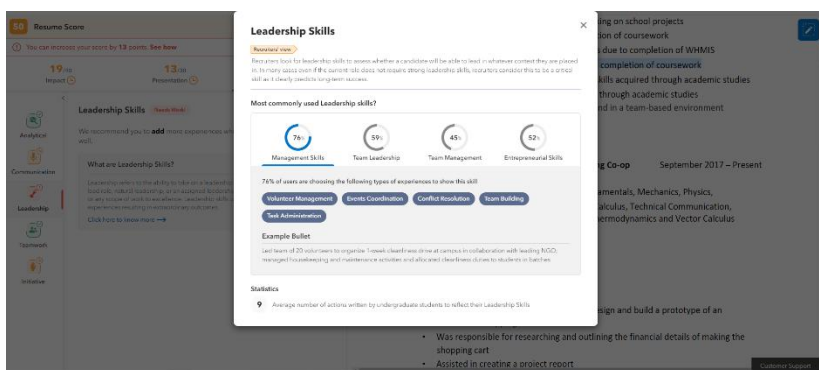 50 Resume Score
You can increase your score by 13 points. See how
19
Impact
13
Presentation
Analytical
Communication
Leadership
Teamwork
Initiative
Leadership Skills
We recommend you to add more experiences
well.
What are Leadership Skills?
Click here to know more →
Leadership Skills
×
Recruiters' view
Recruiters look for leadership skills to assess whether a candidate will be able to lead in whatever context they are placed
in. In many cases even if the current role does not require strong leadership skills, recruiters consider this to be a critical
skill as it clearly predicts long-term success.
Most commonly used Leadership skills?
76%
59%
45%
52%
Management Skills Team Leadership Team Management Entrepreneurial Skills
76% of users are choosing the following types of experiences to show this skill
Volunteer Management Events Coordination Conflict Resolution Team Building
Task Administration
Example Bullet
Led team of 20 volunteers to organize 1-week cleanliness drive at campus in collaboration with leading NGO,
managed housekeeping and maintenance activities and allocated cleanliness duties to students in batches
Statistics
9 Average number of actions written by undergraduate students to reflect their Leadership Skills
ing on school projects
tion of coursework
due to completion of WHMIS
completion of coursework
kills acquired through academic studies
through academic studies
nd in a team-based environment
g Co-op September 2017 – Present
amentals, Mechanics, Physics,
alculus, Technical Communication,
ermodynamics and Vector Calculus
sign and build a prototype of an
• Was responsible for researching and outlining the financial details of making the
shopping cart
• Assisted in creating a project report
Customer Support